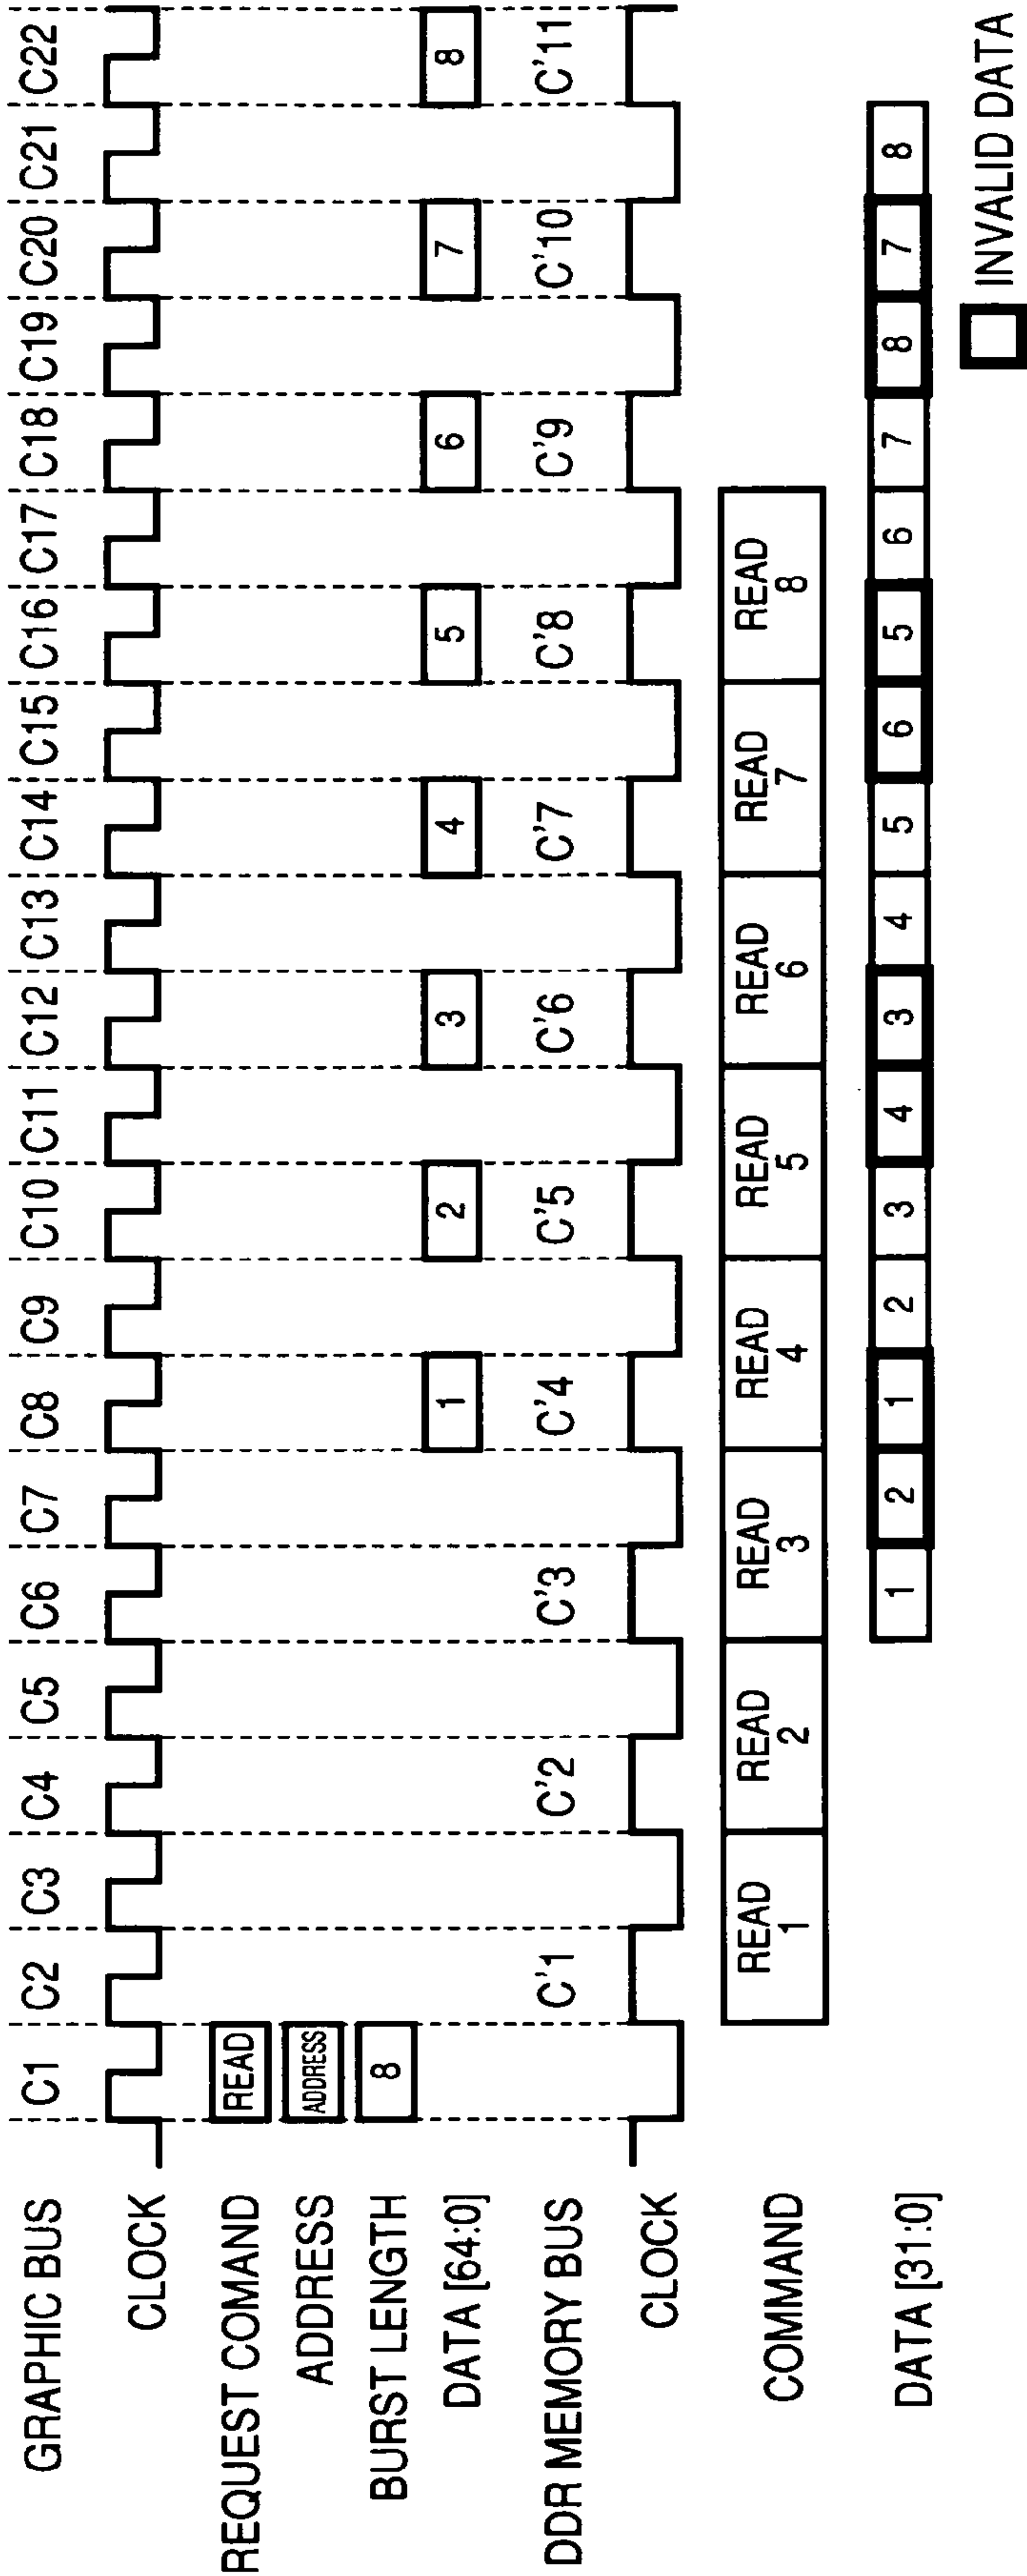 GRAPHIC BUS C1 C2 C3 C4 C5 C6 C7 C8 C9 C10 C11 C12 C13 C14 C15 C16 C17 C18 C19 C20 C21 C22
CLOCK
REQUEST COMAND READ
ADDRESS ADDRESS
BURST LENGTH 8
DATA [64:0] 1 2 3 4 5 6 7 8
DDR MEMORY BUS C'1 C'2 C'3 C'4 C'5 C'6 C'7 C'8 C'9 C'10 C'11
CLOCK
COMMAND READ 1 READ 2 READ 3 READ 4 READ 5 READ 6 READ 7 READ 8
DATA [31:0] 1 2 1 2 3 4 3 4 5 6 5 6 7 8 7 8
INVALID DATA